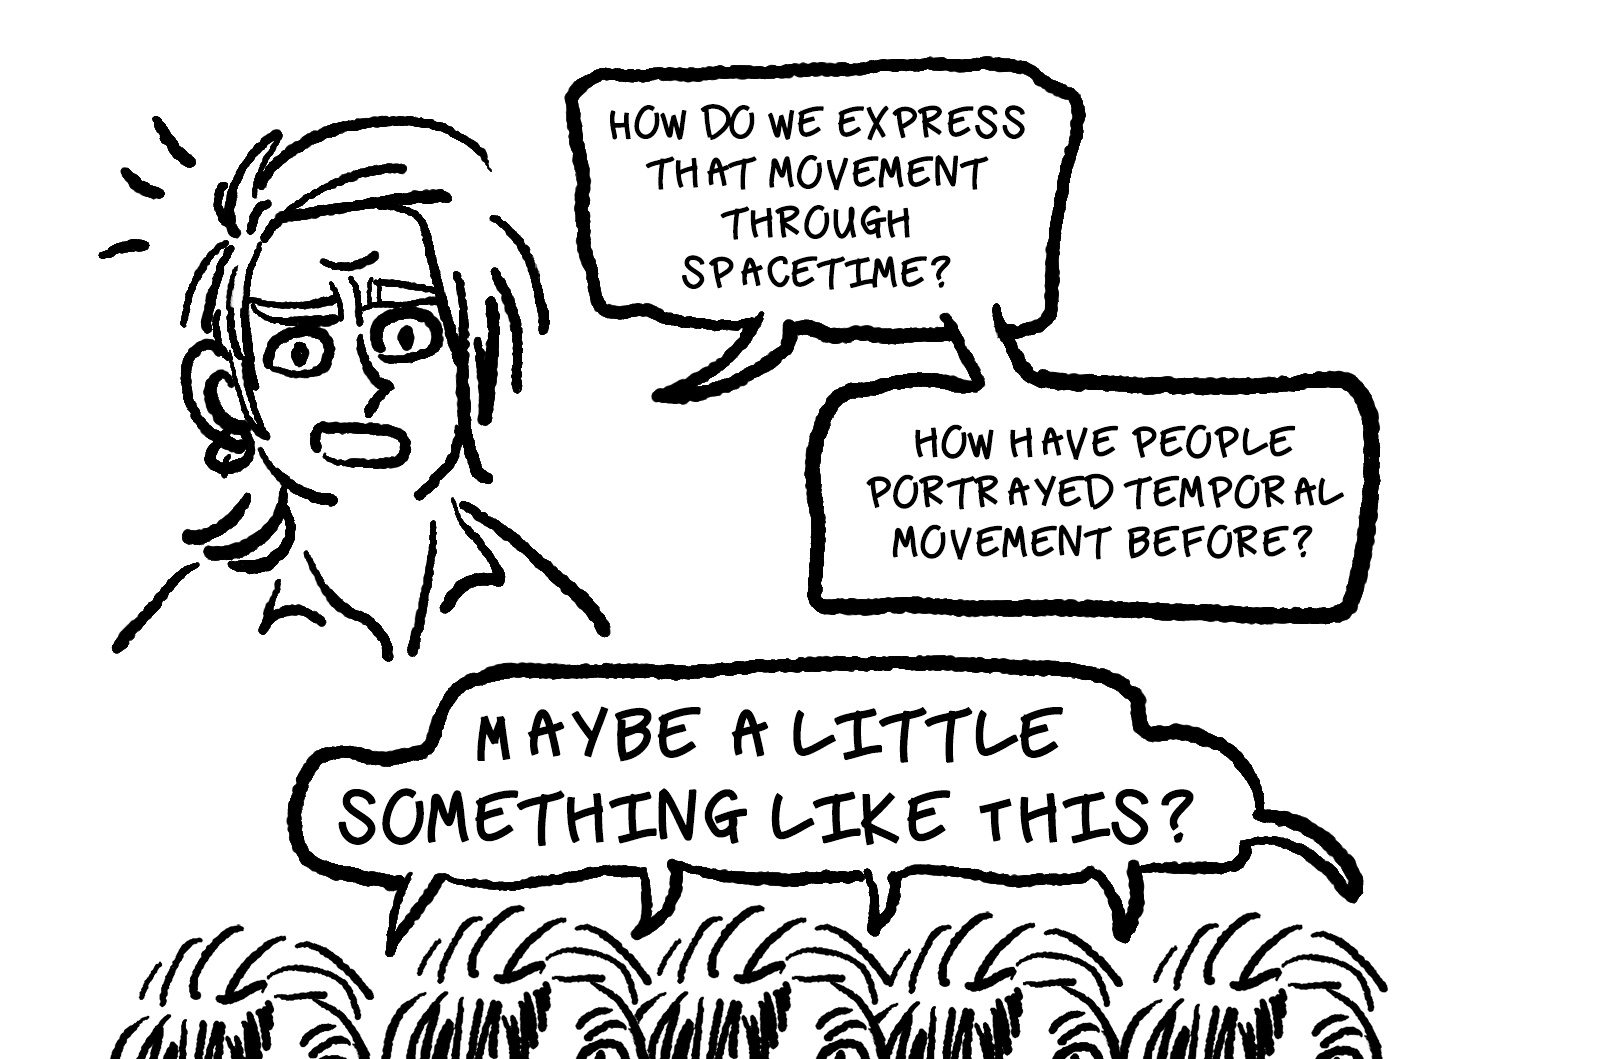 HOW DO WE EXPRESS
THAT MOVEMENT
THROUGH
SPACETIME?
HOW HAVE PEOPLE
PORTRAYED TEMPORAL
MOVEMENT BEFORE?
MAYBE A LITTLE
SOMETHING LIKE THIS?